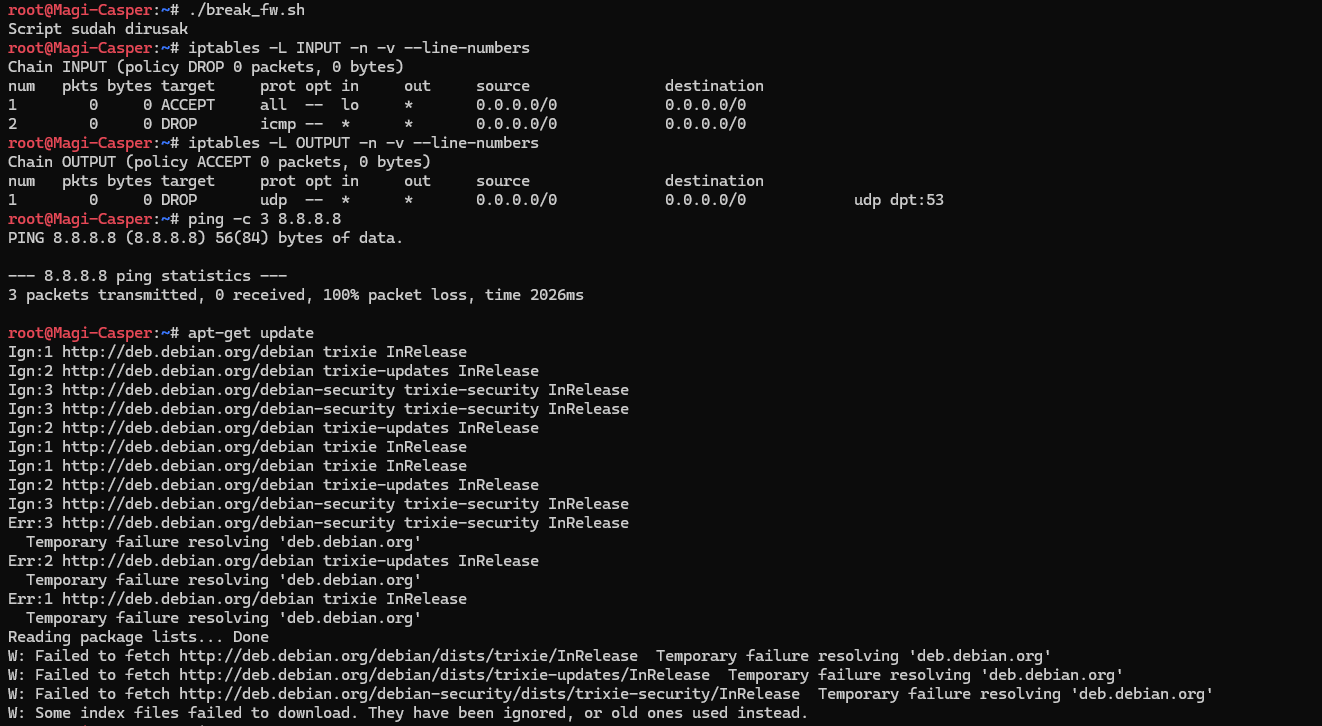 root@Magi-Casper:~# ./break_fw.sh
Script sudah dirusak
root@Magi-Casper:~# iptables -L INPUT -n -v --line-numbers
Chain INPUT (policy DROP 0 packets, 0 bytes)
num   pkts bytes target     prot opt in     out     source               destination
1        0     0 ACCEPT     all  --  lo     *       0.0.0.0/0            0.0.0.0/0
2        0     0 DROP       icmp --  *      *       0.0.0.0/0            0.0.0.0/0
root@Magi-Casper:~# iptables -L OUTPUT -n -v --line-numbers
Chain OUTPUT (policy ACCEPT 0 packets, 0 bytes)
num   pkts bytes target     prot opt in     out     source               destination
1        0     0 DROP       udp  --  *      *       0.0.0.0/0            0.0.0.0/0            udp dpt:53
root@Magi-Casper:~# ping -c 3 8.8.8.8
PING 8.8.8.8 (8.8.8.8) 56(84) bytes of data.

--- 8.8.8.8 ping statistics ---
3 packets transmitted, 0 received, 100% packet loss, time 2026ms

root@Magi-Casper:~# apt-get update
Ign:1 http://deb.debian.org/debian trixie InRelease
Ign:2 http://deb.debian.org/debian trixie-updates InRelease
Ign:3 http://deb.debian.org/debian-security trixie-security InRelease
Ign:3 http://deb.debian.org/debian-security trixie-security InRelease
Ign:2 http://deb.debian.org/debian trixie-updates InRelease
Ign:1 http://deb.debian.org/debian trixie InRelease
Ign:1 http://deb.debian.org/debian trixie InRelease
Ign:2 http://deb.debian.org/debian trixie-updates InRelease
Ign:3 http://deb.debian.org/debian-security trixie-security InRelease
Err:3 http://deb.debian.org/debian-security trixie-security InRelease
  Temporary failure resolving 'deb.debian.org'
Err:2 http://deb.debian.org/debian trixie-updates InRelease
  Temporary failure resolving 'deb.debian.org'
Err:1 http://deb.debian.org/debian trixie InRelease
  Temporary failure resolving 'deb.debian.org'
Reading package lists... Done
W: Failed to fetch http://deb.debian.org/debian/dists/trixie/InRelease  Temporary failure resolving 'deb.debian.org'
W: Failed to fetch http://deb.debian.org/debian/dists/trixie-updates/InRelease  Temporary failure resolving 'deb.debian.org'
W: Failed to fetch http://deb.debian.org/debian-security/dists/trixie-security/InRelease  Temporary failure resolving 'deb.debian.org'
W: Some index files failed to download. They have been ignored, or old ones used instead.